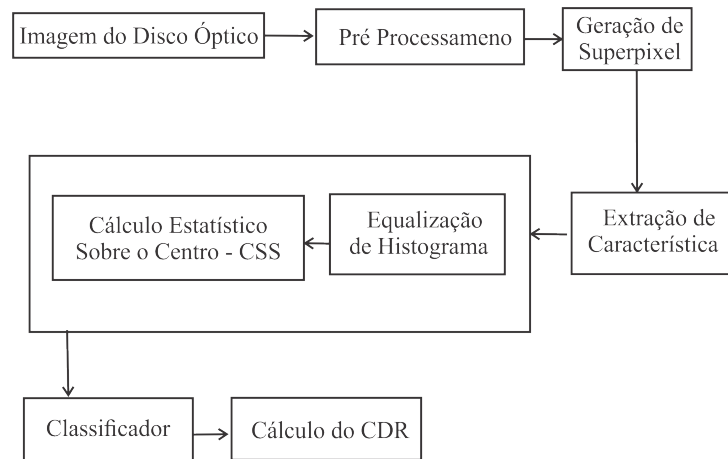 Imagem do Disco Óptico
Pré Processameno
Geração de
Superpixel
Extração de
Característica
Equalização
de Histograma
Cálculo Estatístico
Sobre o Centro - CSS
Classificador
Cálculo do CDR